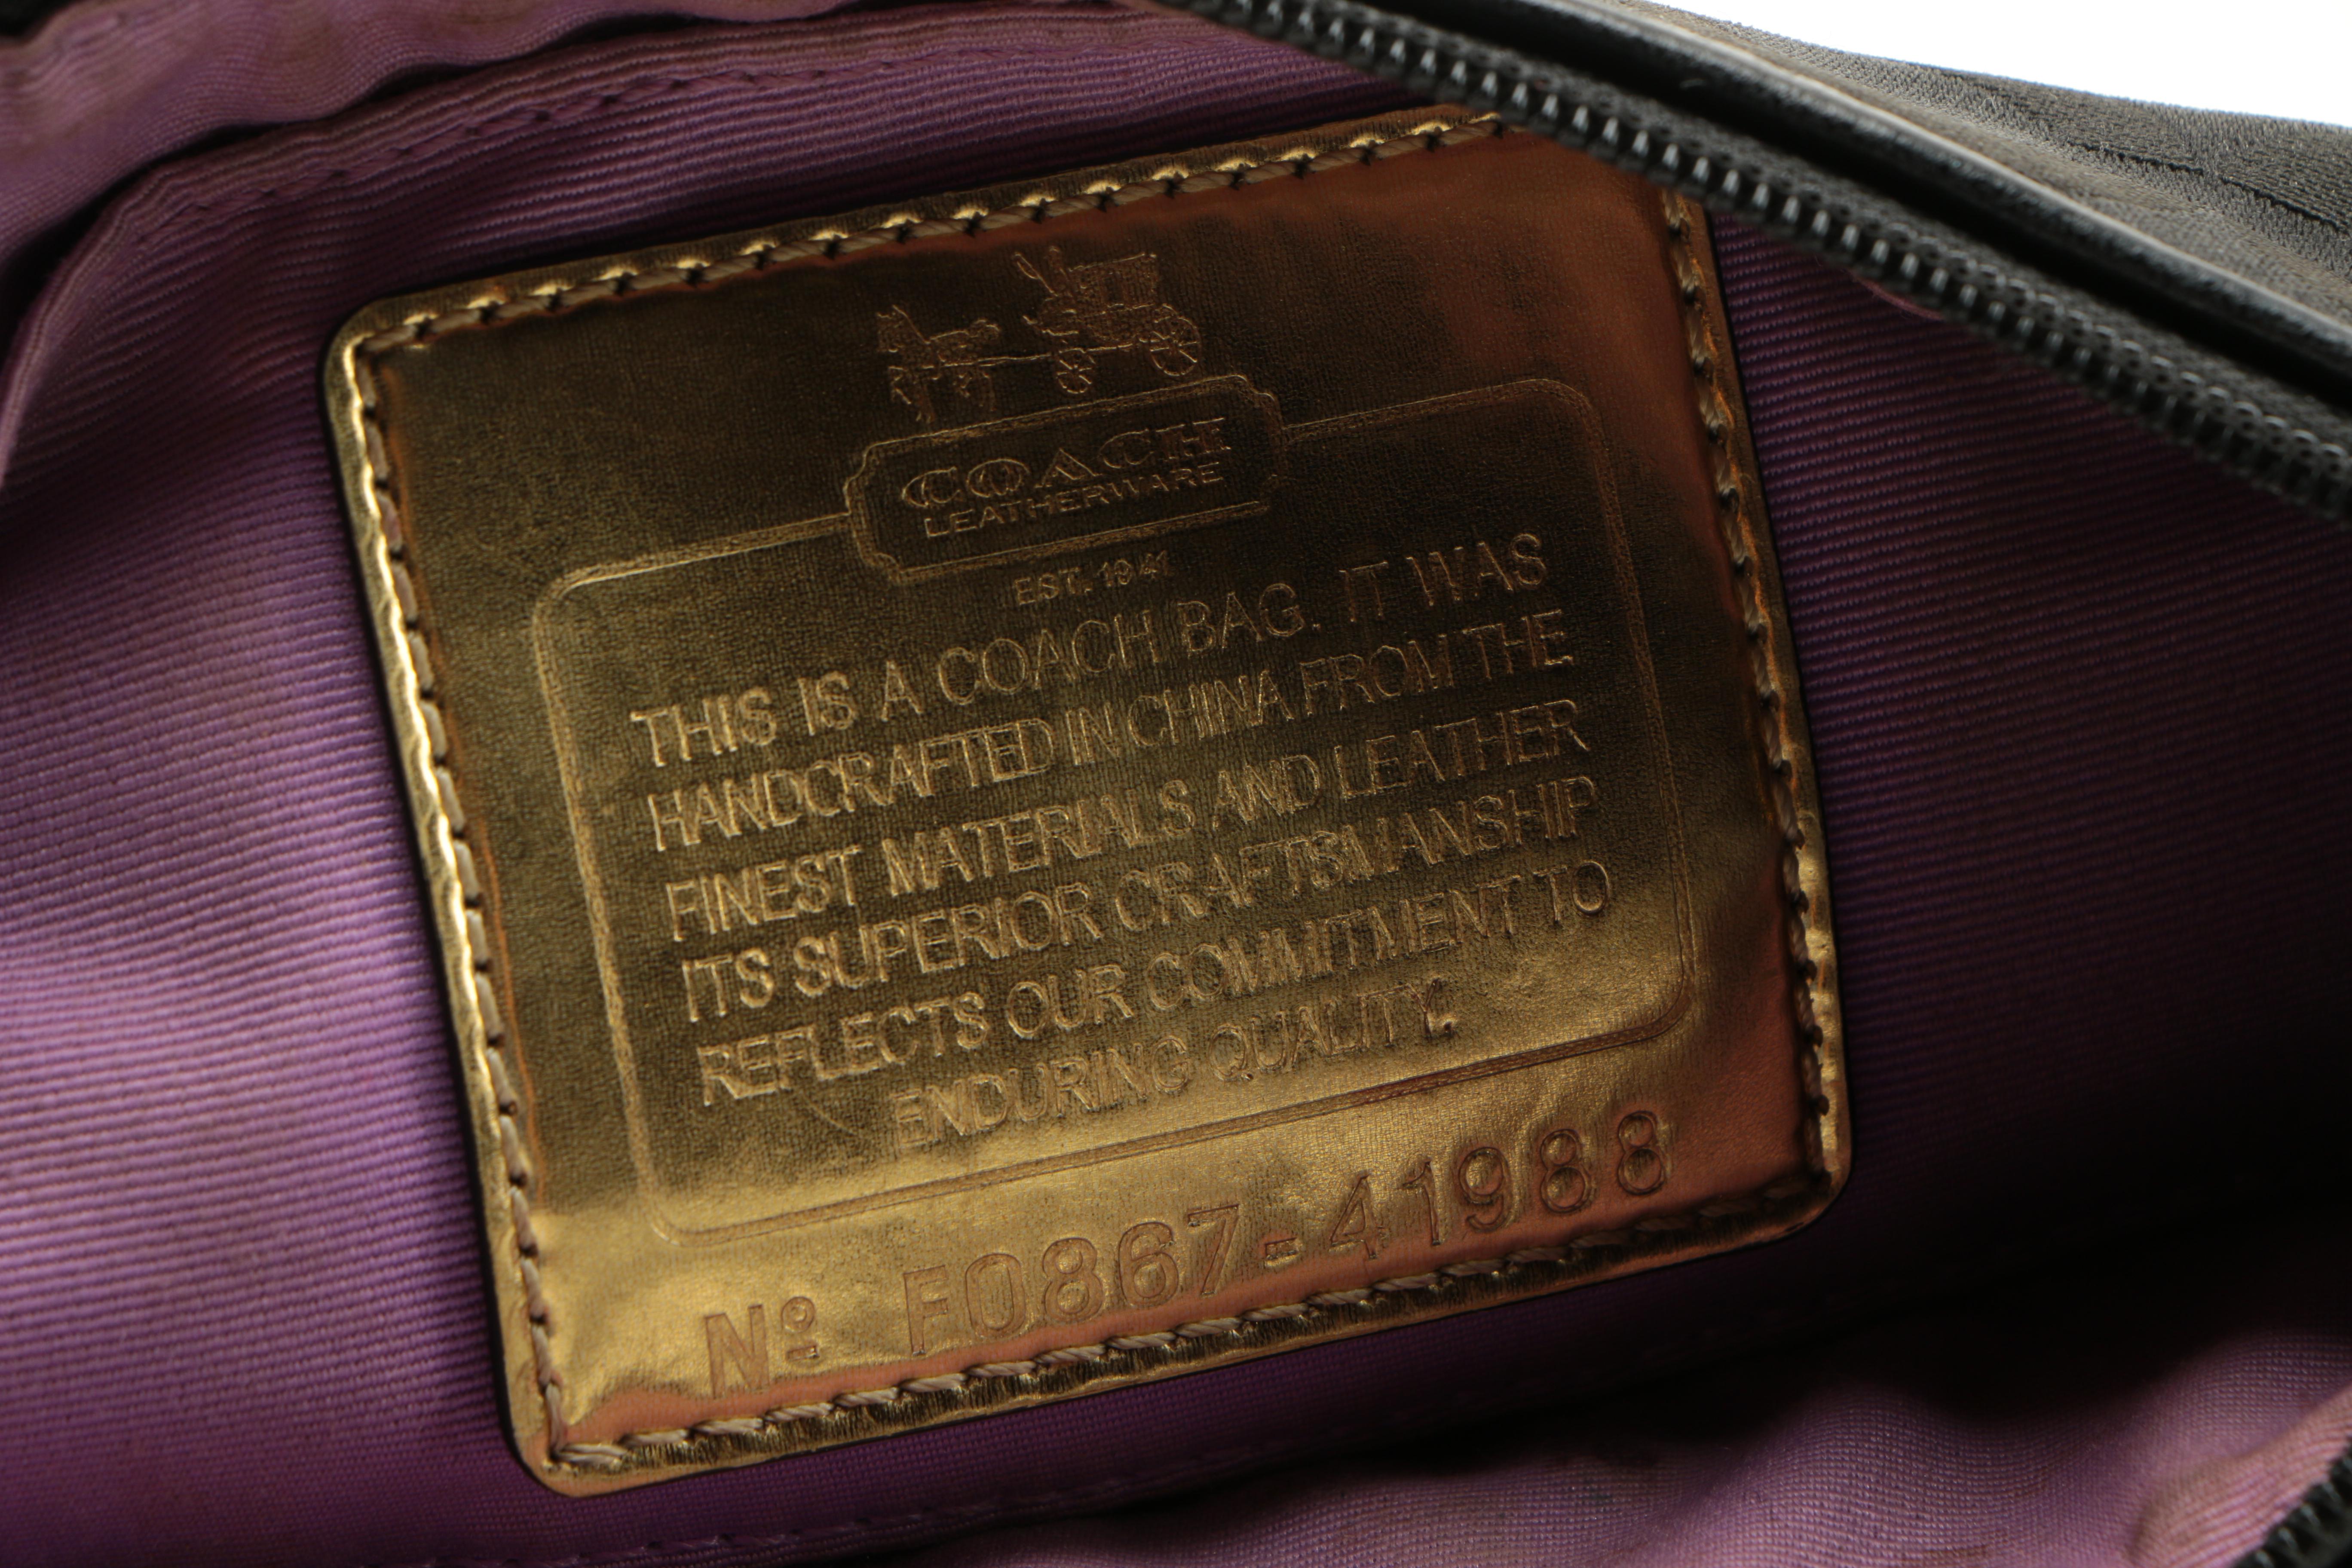 COACH
LEATHERWARE
EST. 1941
THIS IS A COACH BAG. IT WAS
HANDCRAFTED IN CHINA FROM THE
FINEST MATERIALS AND LEATHER
ITS SUPERIOR CRAFTSMANSHIP
REFLECTS OUR COMMITMENT TO
ENDURING QUALITY.
Nº F0867-41988